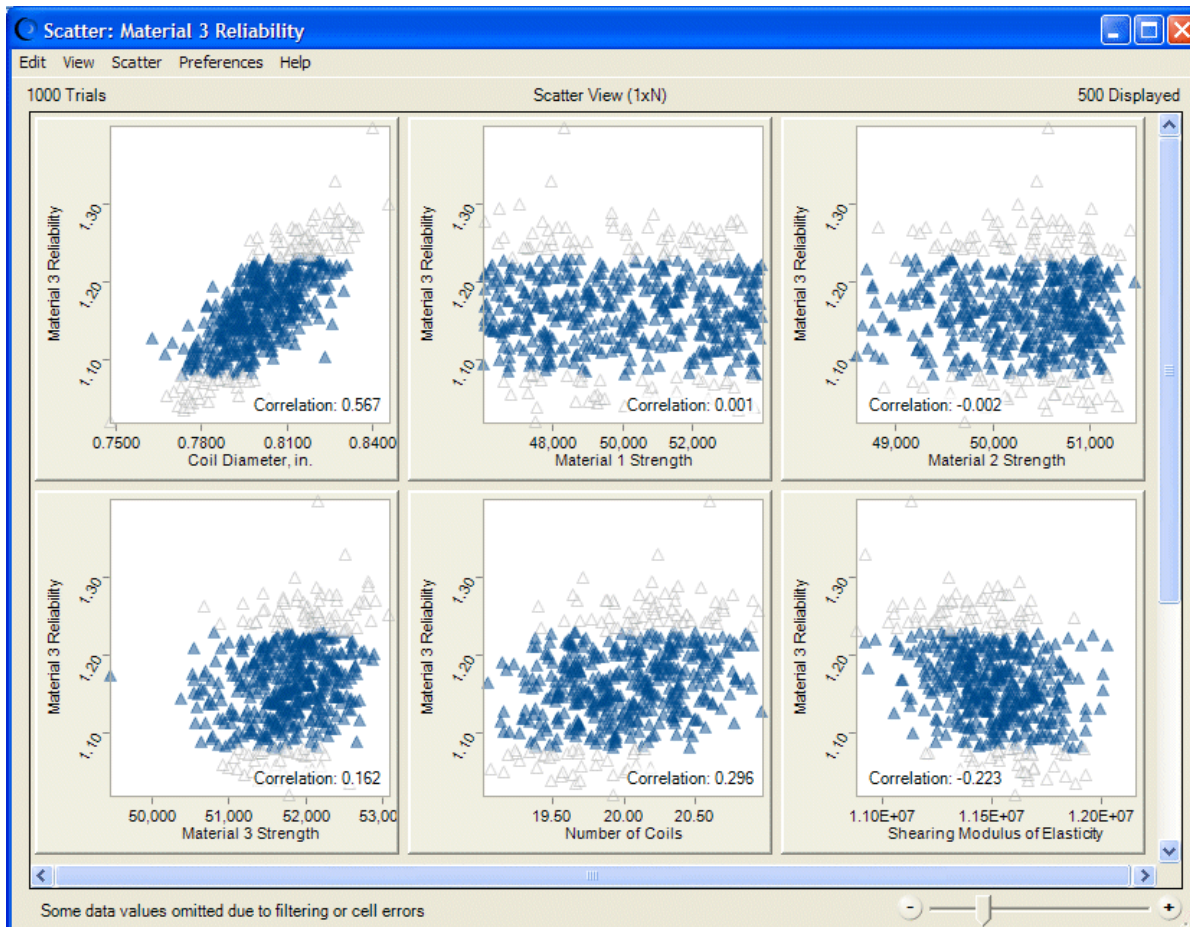 Scatter: Material 3 Reliability
Edit View Scatter Preferences Help
1000 Trials Scatter View (1xN) 500 Displayed
Material 3 Reliability
1.30
1.20
1.10
Correlation: 0.567
0.7500 0.7800 0.8100 0.8400
Coil Diameter, in.
Material 3 Reliability
1.30
1.20
1.10
Correlation: 0.001
48,000 50,000 52,000
Material 1 Strength
Material 3 Reliability
1.30
1.20
1.10
Correlation: -0.002
49,000 50,000 51,000
Material 2 Strength
Material 3 Reliability
1.30
1.20
1.10
Correlation: 0.162
50,000 51,000 52,000 53,00
Material 3 Strength
Material 3 Reliability
1.30
1.20
1.10
Correlation: 0.296
19.50 20.00 20.50
Number of Coils
Material 3 Reliability
1.30
1.20
1.10
Correlation: -0.223
1.10E+07 1.15E+07 1.20E+07
Shearing Modulus of Elasticity
Some data values omitted due to filtering or cell errors